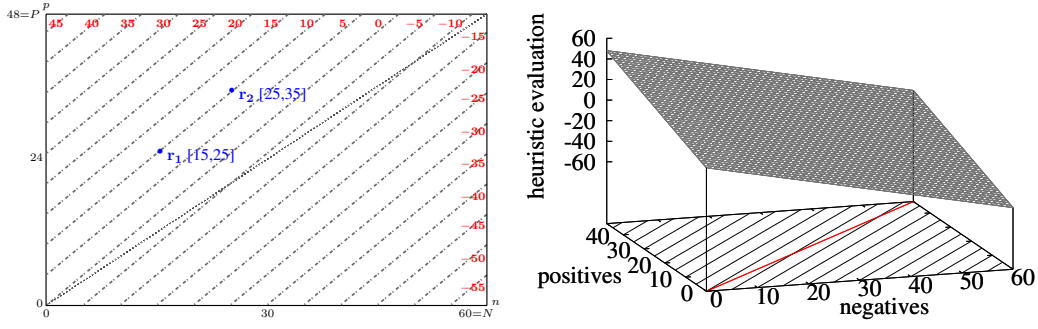 48=P p
45 40 35 30 25 20 15 10 5 0 −5 −10
−15
−20
−25
r₂ [25,35]
−30
24
r₁ [15,25]
−35
−40
−45
−50
−55
0
30
60=N n
heuristic evaluation
60
40
20
0
-20
-40
-60
40
30
20
10
0
positives
0 10 20 30 40 50 60
negatives